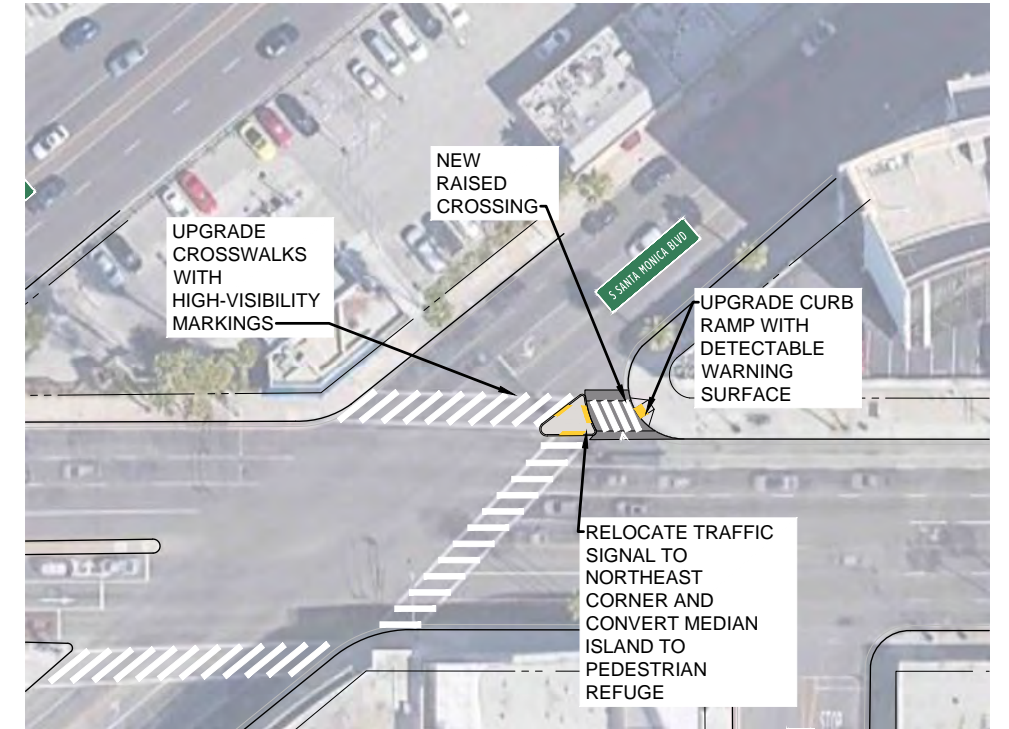 NEW
RAISED
CROSSING
UPGRADE
CROSSWALKS
WITH
HIGH-VISIBILITY
MARKINGS
S SANTA MONICA BLVD
UPGRADE CURB
RAMP WITH
DETECTABLE
WARNING
SURFACE
RELOCATE TRAFFIC
SIGNAL TO
NORTHEAST
CORNER AND
CONVERT MEDIAN
ISLAND TO
PEDESTRIAN
REFUGE
STOP